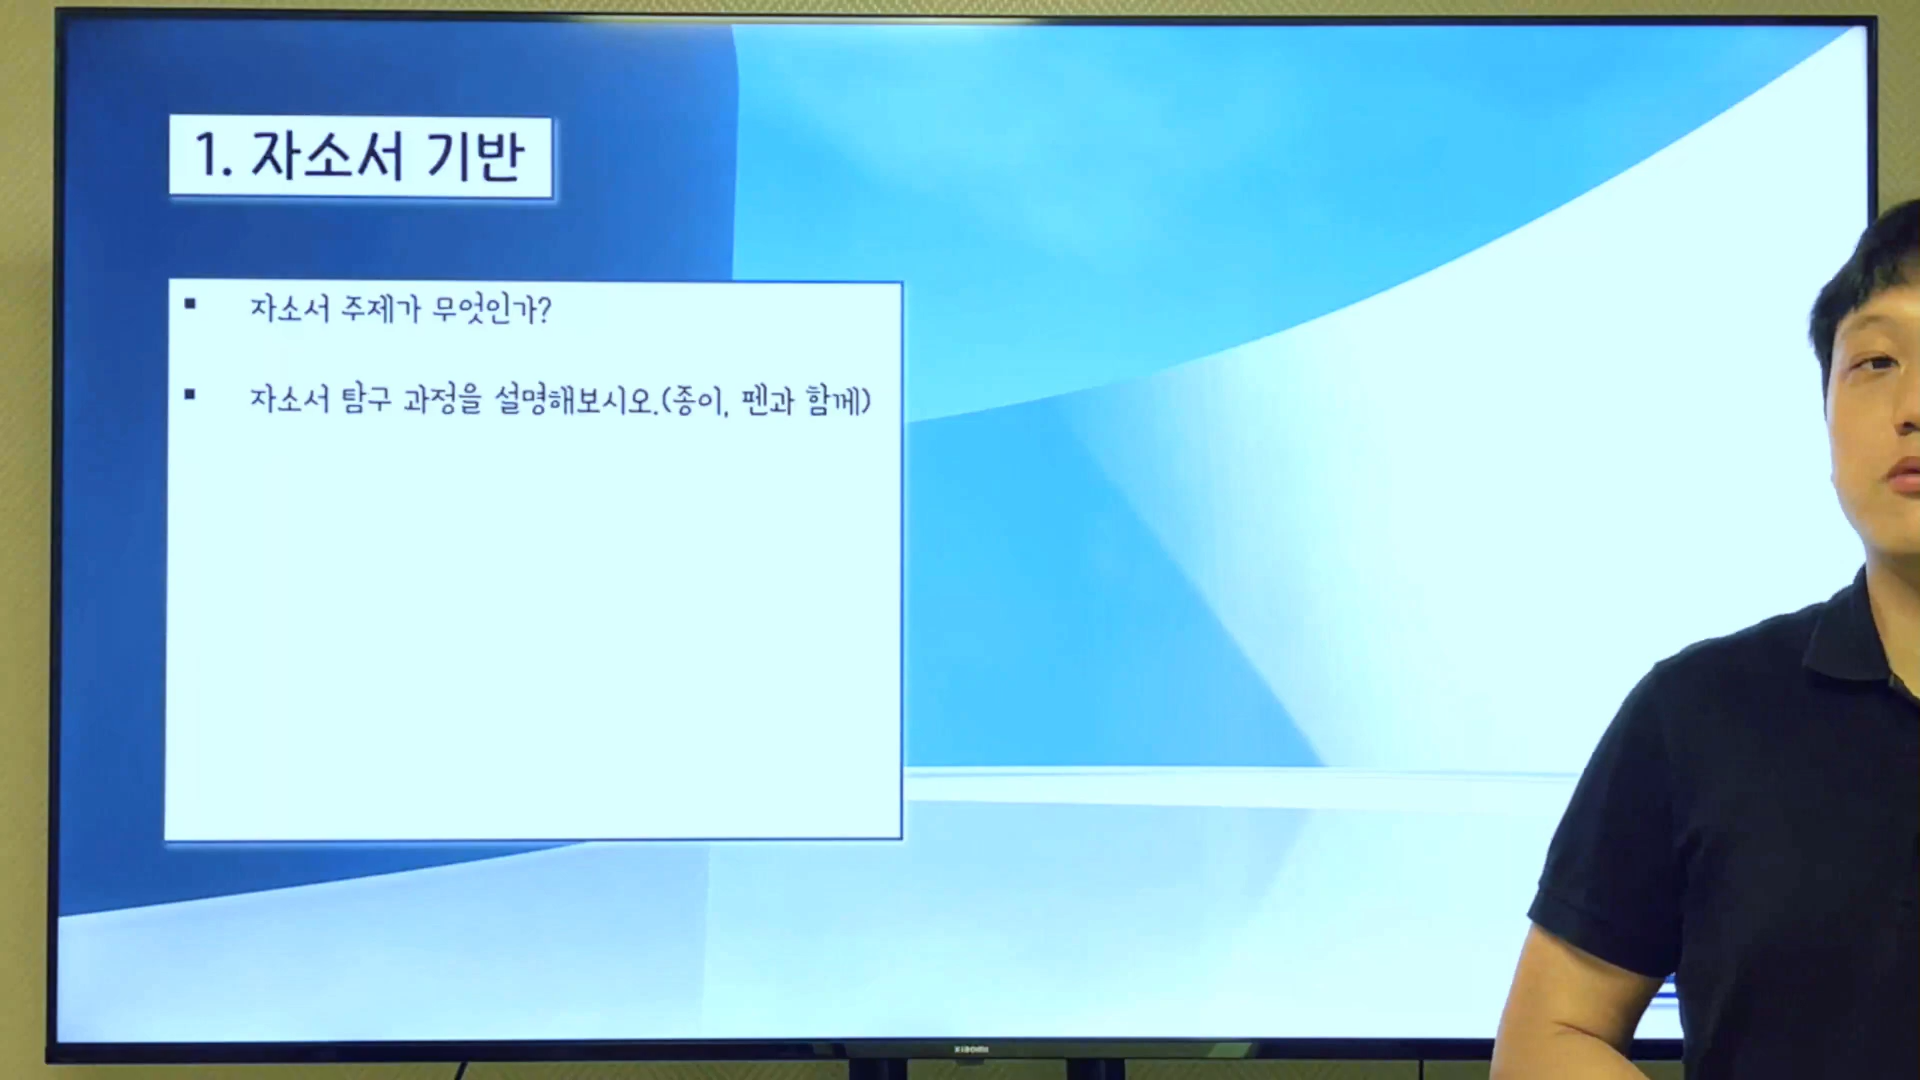 1. 자소서 기반
▪ 자소서 주제가 무엇인가?
▪ 자소서 탐구 과정을 설명해보시오.(종이, 펜과 함께)
xiaomi